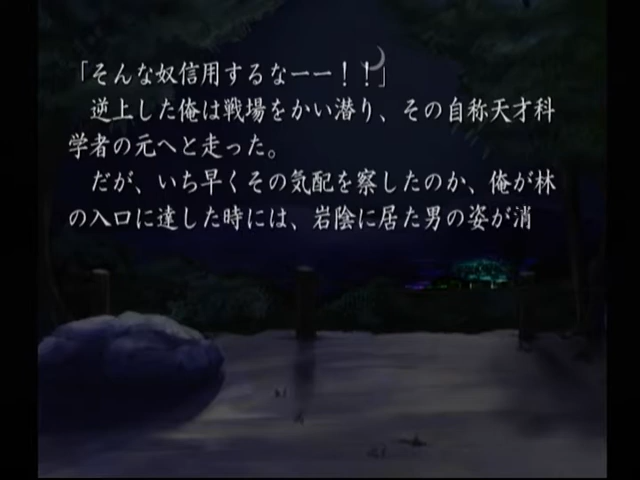 「そんな奴信用するなーー！！」
　逆上した俺は戦場をかい潜り、その自称天才科
学者の元へと走った。
　だが、いち早くその気配を察したのか、俺が林
の入口に達した時には、岩陰に居た男の姿が消